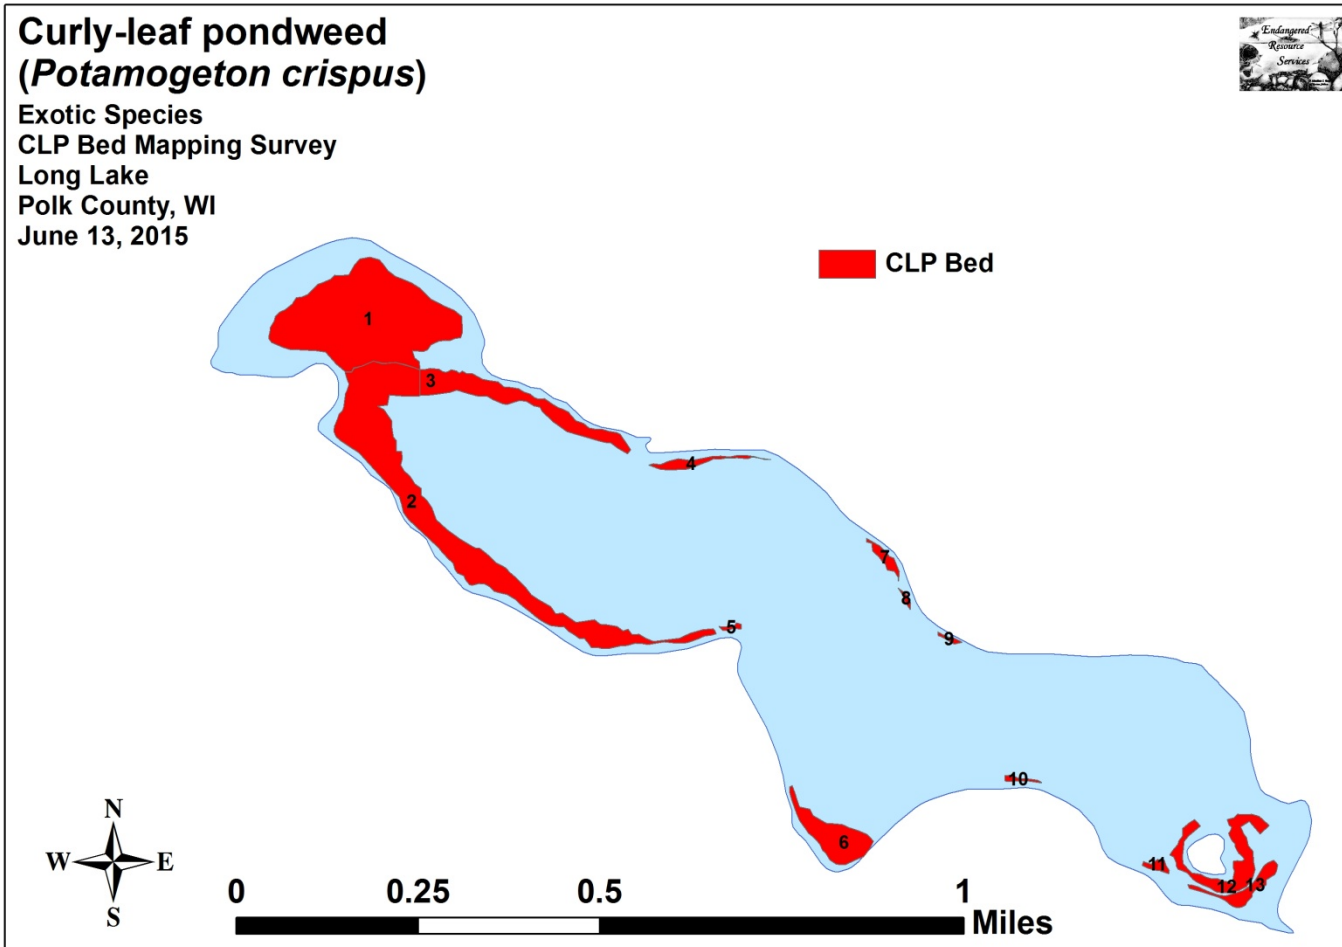 Curly-leaf pondweed
(Potamogeton crispus)
Exotic Species
CLP Bed Mapping Survey
Long Lake
Polk County, WI
June 13, 2015
Endangered
Resource
Services
CLP Bed
1
3
4
2
7
8
5
9
10
6
11
12
13
N
W
E
S
0
0.25
0.5
1
Miles